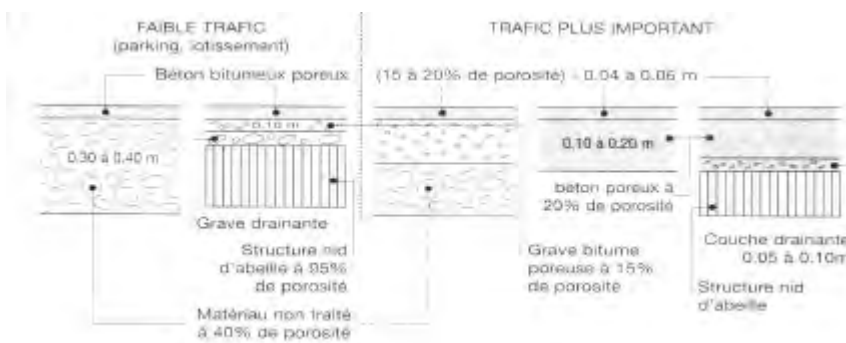 FAIBLE TRAFIC
(parking, lotissement)
TRAFIC PLUS IMPORTANT
Béton bitumeux poreux
(15 à 20% de porosité) - 0.04 à 0.06 m
0.10 m
0.30 à 0.40 m
0.10 à 0.20 m
Grave drainante
béton poreux à
20% de porosité
Structure nid
d'abeille à 95%
de porosité
Grave bitume
poreuse à 15%
de porosité
Couche drainante
0.05 à 0.10m
Structure nid
d'abeille
Matériau non traité
à 40% de porosité